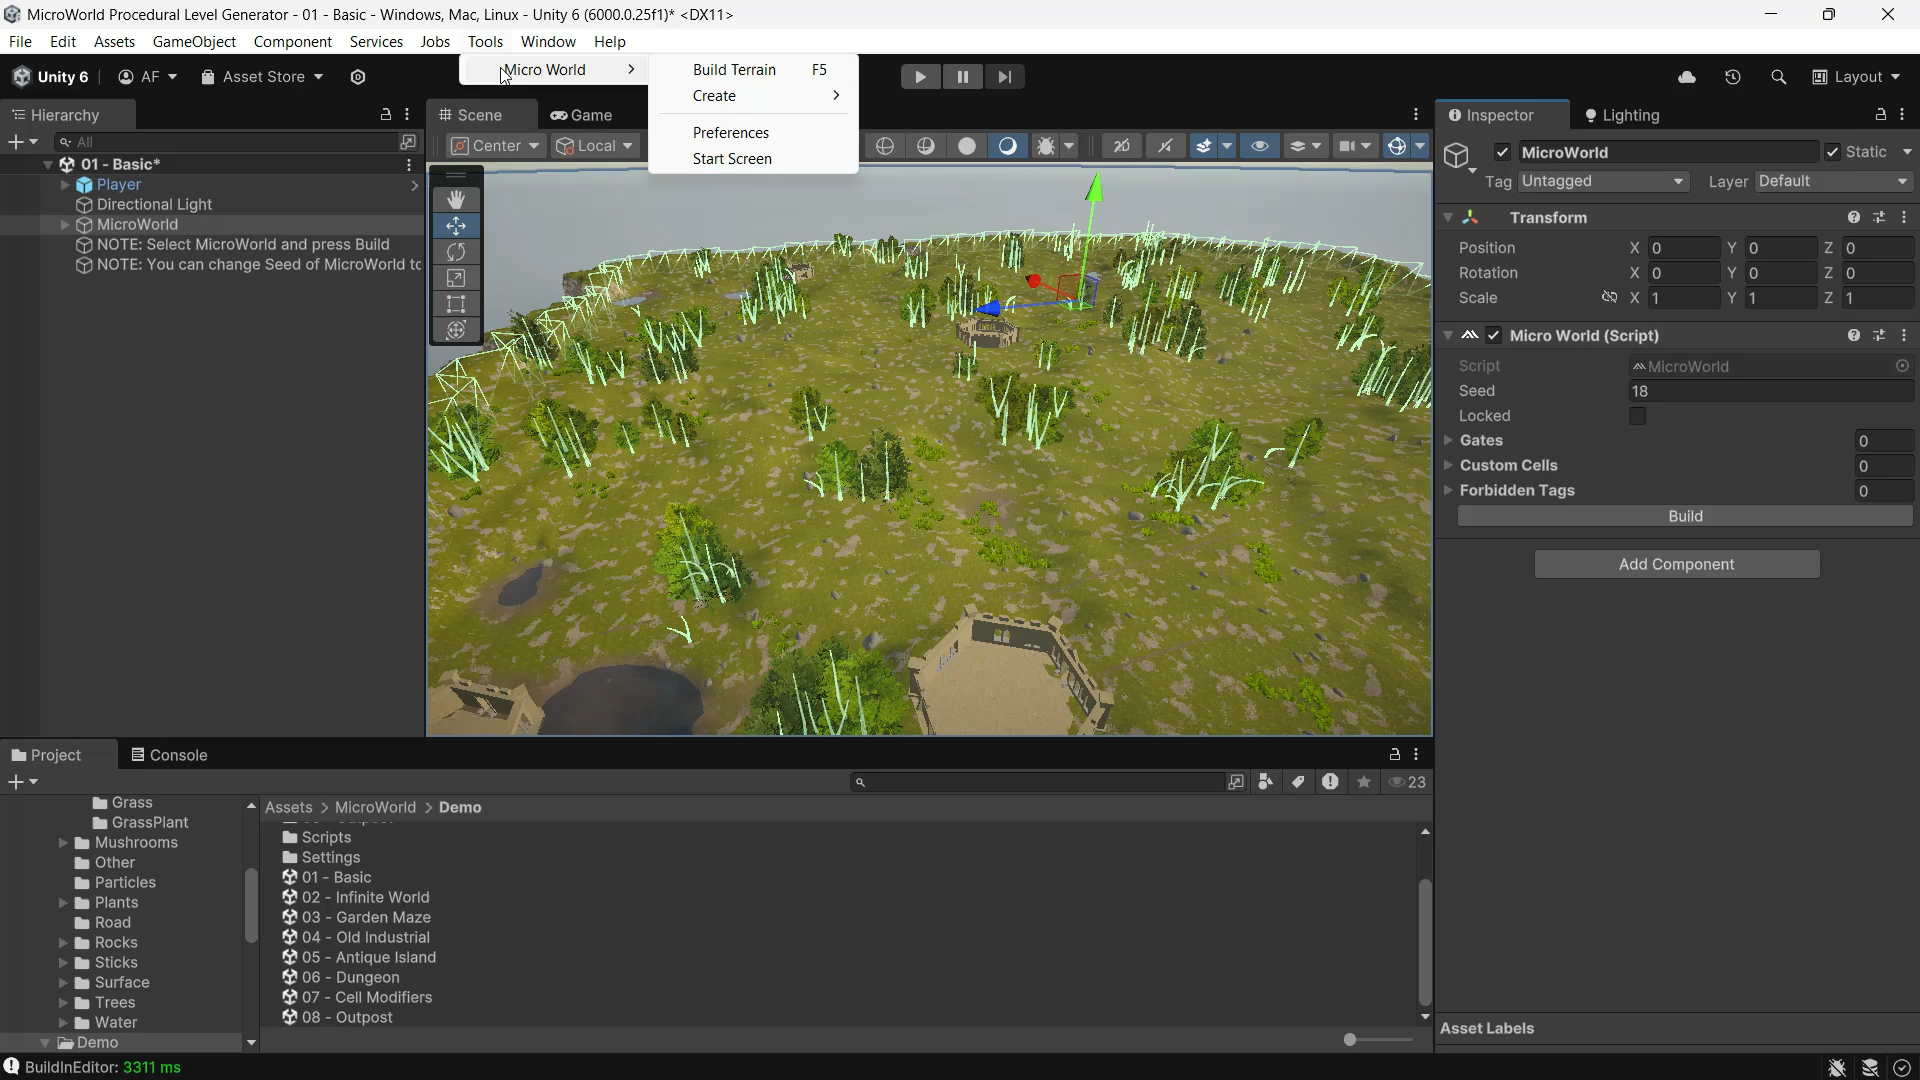 MicroWorld Procedural Level Generator - 01 - Basic - Windows, Mac, Linux - Unity 6 (6000.0.25f1)* <DX11>
File Edit Assets GameObject Component Services Jobs Tools Window Help
Unity 6 AF Asset Store Layout
Micro World
Build Terrain F5
Create
Preferences
Start Screen
Hierarchy
All
01 - Basic*
Player
Directional Light
MicroWorld
NOTE: Select MicroWorld and press Build
NOTE: You can change Seed of MicroWorld to
Scene Game
Center Local 2D
Inspector Lighting
MicroWorld Static
Tag Untagged Layer Default
Transform
Position X 0 Y 0 Z 0
Rotation X 0 Y 0 Z 0
Scale X 1 Y 1 Z 1
Micro World (Script)
Script MicroWorld
Seed 18
Locked
Gates 0
Custom Cells 0
Forbidden Tags 0
Build
Add Component
Project Console
23
Grass
GrassPlant
Mushrooms
Other
Particles
Plants
Road
Rocks
Sticks
Surface
Trees
Water
Demo
Assets > MicroWorld > Demo
Scripts
Settings
01 - Basic
02 - Infinite World
03 - Garden Maze
04 - Old Industrial
05 - Antique Island
06 - Dungeon
07 - Cell Modifiers
08 - Outpost
Asset Labels
BuildInEditor: 3311 ms